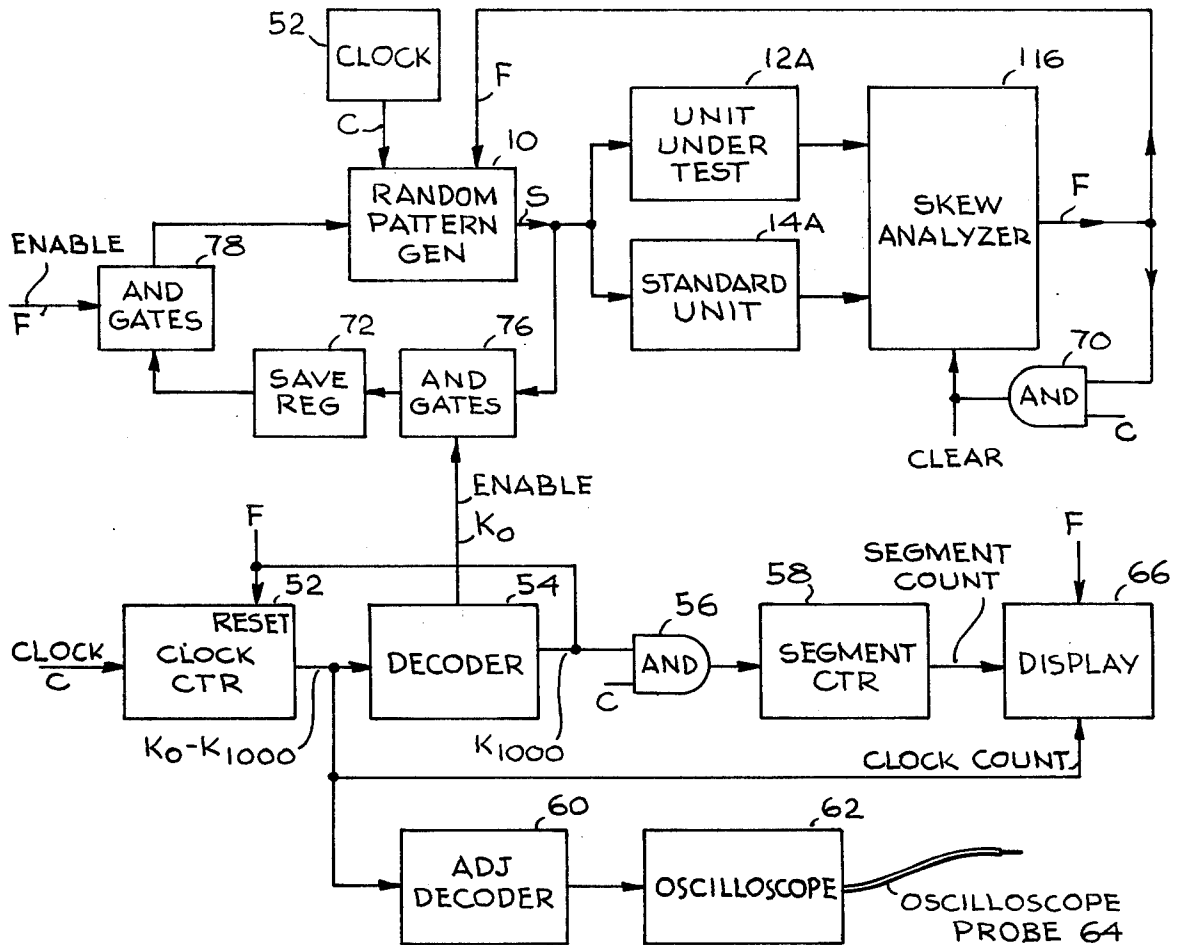 52
CLOCK
C
F
10
RANDOM
PATTERN
GEN
S
12A
UNIT
UNDER
TEST
14A
STANDARD
UNIT
116
SKEW
ANALYZER
F
ENABLE
F
78
AND
GATES
72
SAVE
REG
76
AND
GATES
70
AND
C
CLEAR
ENABLE
K0
F
52
RESET
CLOCK
C
CLOCK
CTR
K0-K1000
54
DECODER
K1000
56
AND
C
58
SEGMENT
CTR
SEGMENT
COUNT
F
66
DISPLAY
CLOCK COUNT
60
ADJ
DECODER
62
OSCILLOSCOPE
OSCILLOSCOPE
PROBE 64